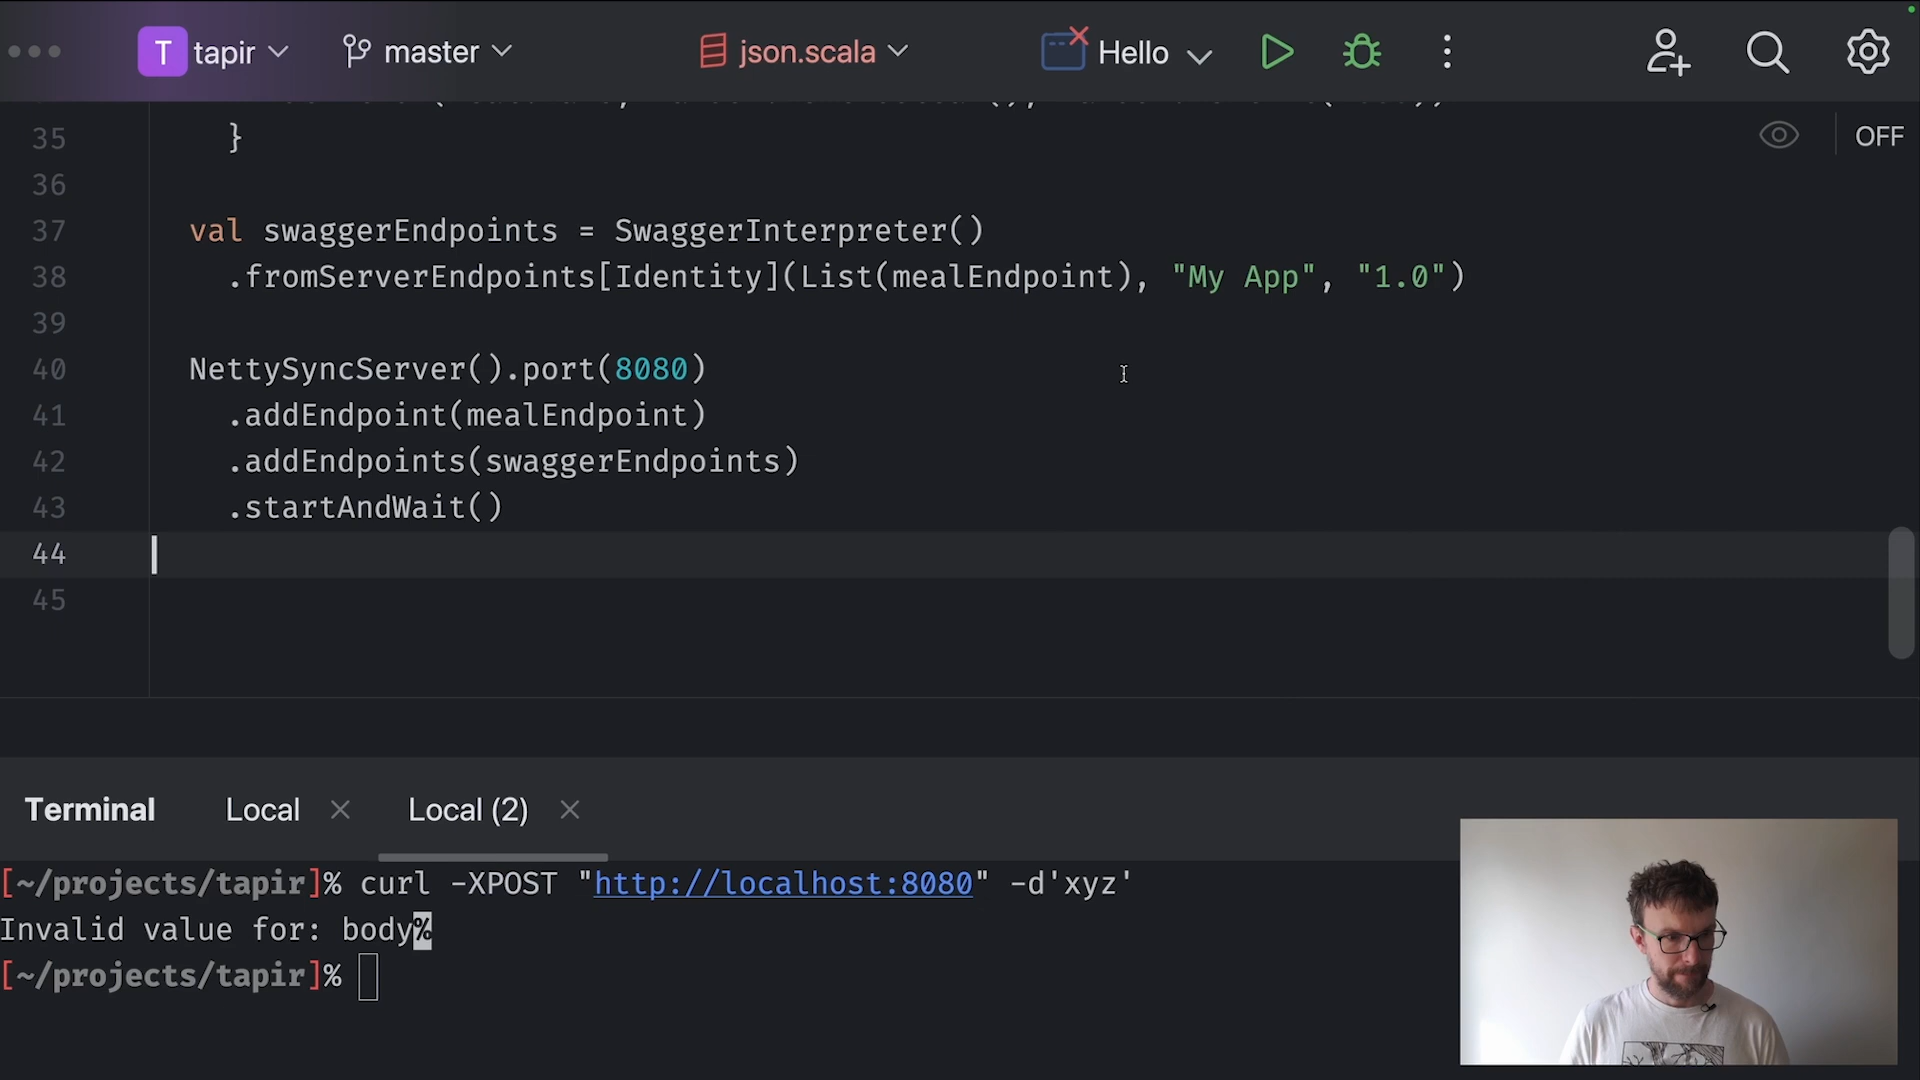 T tapir master json.scala Hello
35 }
OFF
36
37 val swaggerEndpoints = SwaggerInterpreter()
38 .fromServerEndpoints[Identity](List(mealEndpoint), "My App", "1.0")
39
40 NettySyncServer().port(8080)
41 .addEndpoint(mealEndpoint)
42 .addEndpoints(swaggerEndpoints)
43 .startAndWait()
44
45
Terminal Local Local (2)
[~/projects/tapir]% curl -XPOST "http://localhost:8080" -d'xyz'
Invalid value for: body%
[~/projects/tapir]%